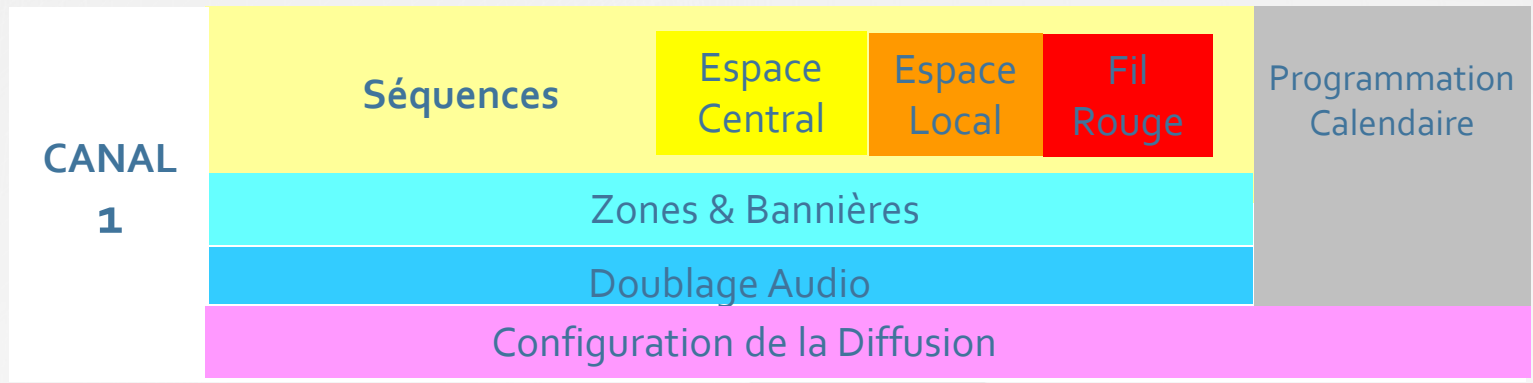 CANAL
1
Séquences
Espace
Central
Espace
Local
Fil
Rouge
Programmation
Calendaire
Zones & Bannières
Doublage Audio
Configuration de la Diffusion